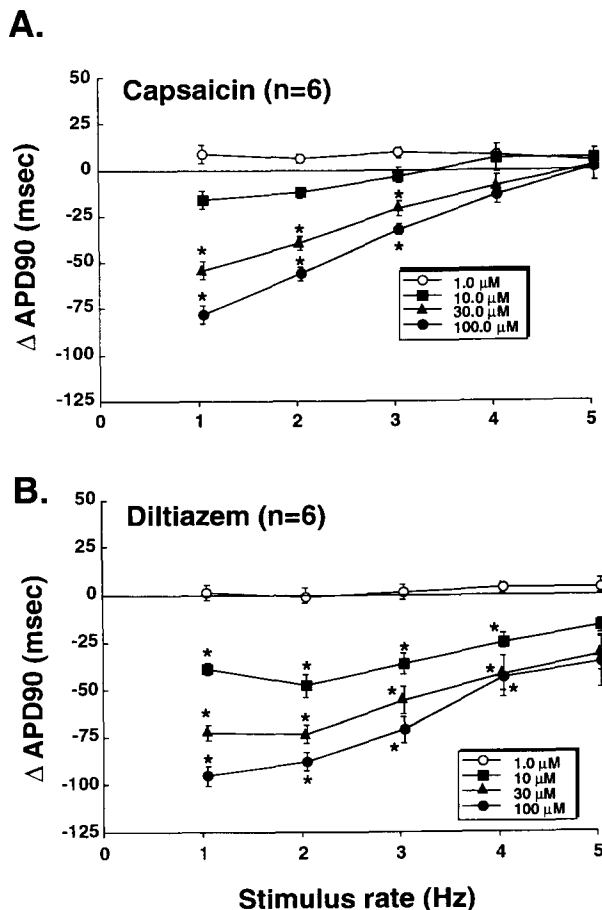 A.
Capsaicin (n=6)
50
25
0
-25
-50
-75
-100
-125
Δ APD90 (msec)
* * *
* * *
1.0 μM
10.0 μM
30.0 μM
100.0 μM
0 1 2 3 4 5
B.
Diltiazem (n=6)
50
25
0
-25
-50
-75
-100
-125
Δ APD90 (msec)
* * * *
* * * *
* * * *
1.0 μM
10 μM
30 μM
100 μM
0 1 2 3 4 5
Stimulus rate (Hz)